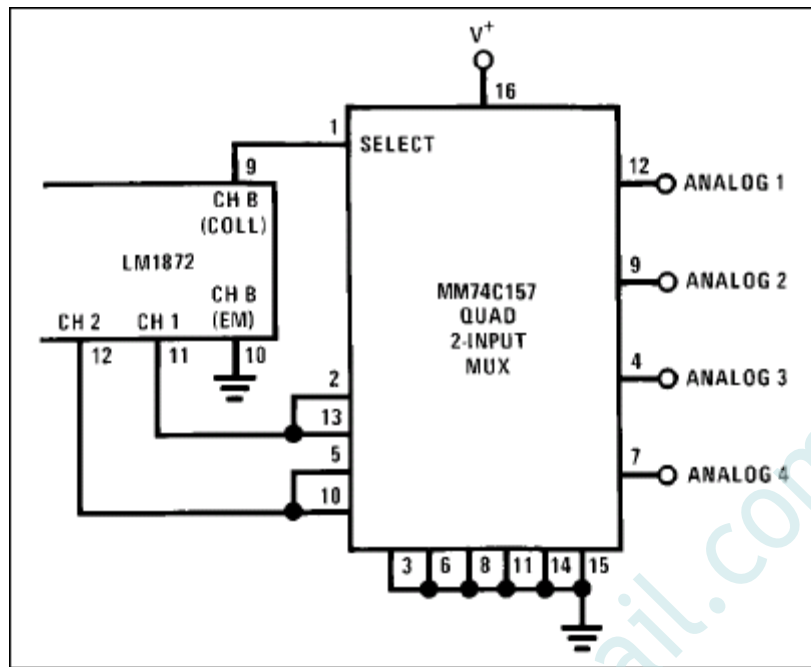 V+
16
1
SELECT
9
CH B
(COLL)
LM1872
CH B
(EM)
CH 2
CH 1
12
11
10
12
ANALOG 1
9
ANALOG 2
MM74C157
QUAD
2-INPUT
MUX
2
13
4
ANALOG 3
5
10
7
ANALOG 4
3
6
8
11
14
15
ail.com